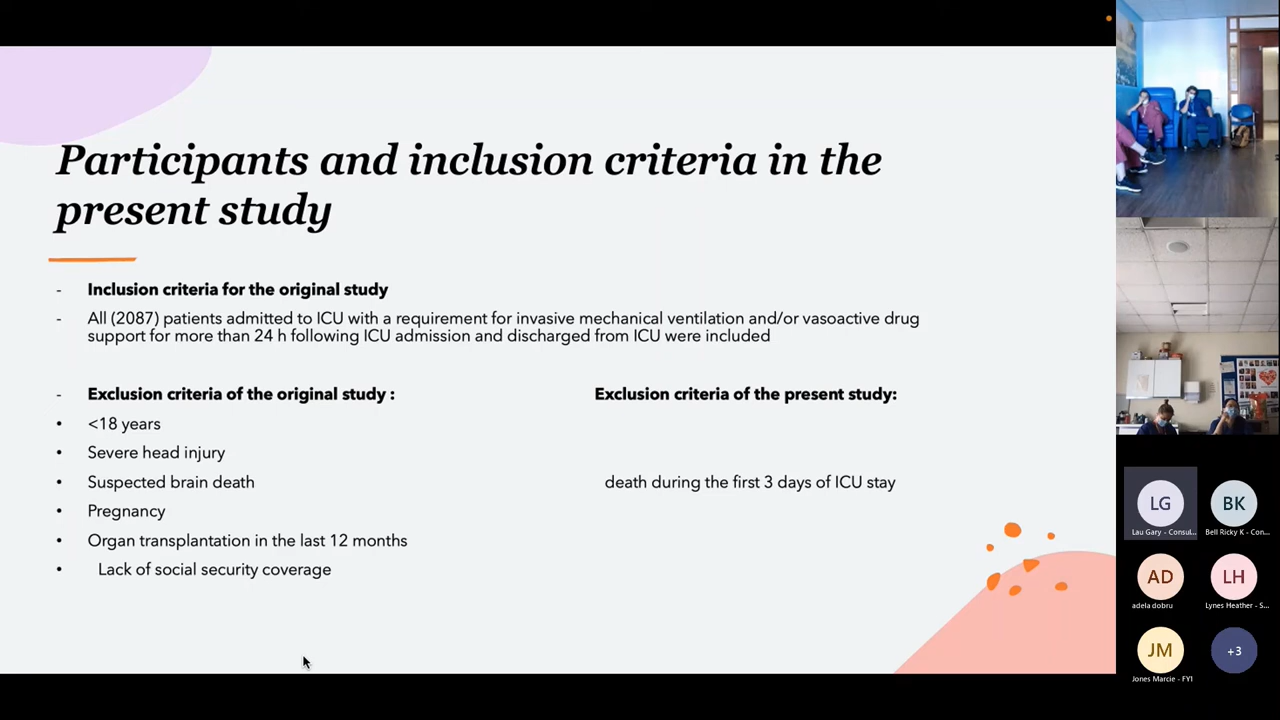 Participants and inclusion criteria in the
present study
- Inclusion criteria for the original study
- All (2087) patients admitted to ICU with a requirement for invasive mechanical ventilation and/or vasoactive drug
support for more than 24 h following ICU admission and discharged from ICU were included
- Exclusion criteria of the original study :
Exclusion criteria of the present study:
• <18 years
• Severe head injury
• Suspected brain death
death during the first 3 days of ICU stay
• Pregnancy
• Organ transplantation in the last 12 months
• Lack of social security coverage
LG
BK
Lau Gary - Consul...
Bell Ricky K - Con...
AD
LH
adela dobru
Lynes Heather - S...
JM
+3
Jones Marcie - FY1